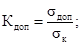 Кдоп = σдоп / σк ;